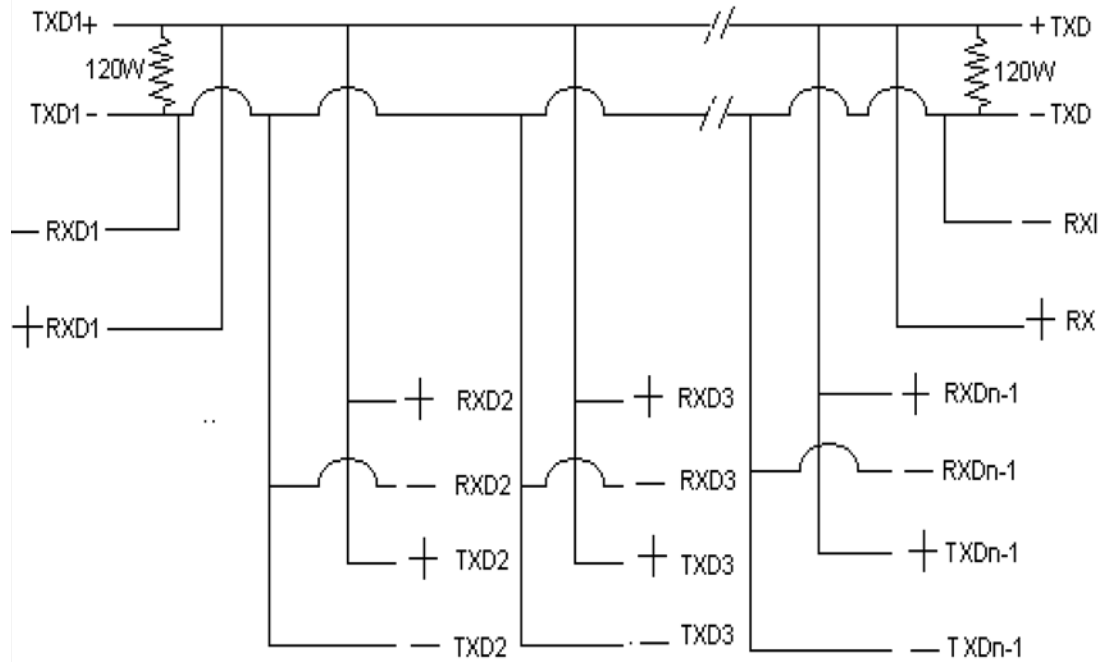 TXD1+ + TXD
120W 120W
TXD1- - TXD
- RXD1 - RXI
+ RXD1 + RX
+ RXD2 + RXD3 + RXDn-1
- RXD2 - RXD3 - RXDn-1
+ TXD2 + TXD3 + TXDn-1
- TXD2 - TXD3 - TXDn-1